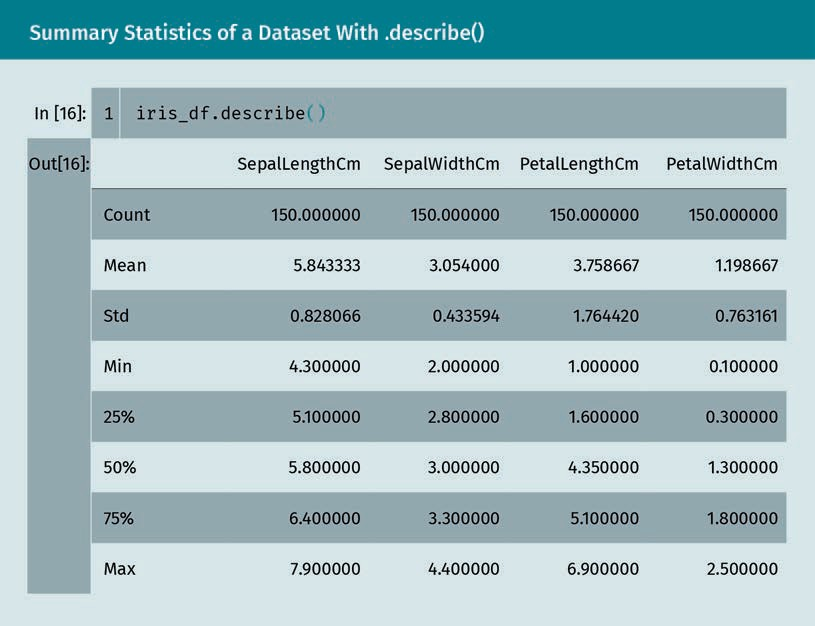 Summary Statistics of a Dataset With .describe()
In [16]: 1 iris_df.describe()
Out[16]: SepalLengthCm SepalWidthCm PetalLengthCm PetalWidthCm
Count 150.000000 150.000000 150.000000 150.000000
Mean 5.843333 3.054000 3.758667 1.198667
Std 0.828066 0.433594 1.764420 0.763161
Min 4.300000 2.000000 1.000000 0.100000
25% 5.100000 2.800000 1.600000 0.300000
50% 5.800000 3.000000 4.350000 1.300000
75% 6.400000 3.300000 5.100000 1.800000
Max 7.900000 4.400000 6.900000 2.500000